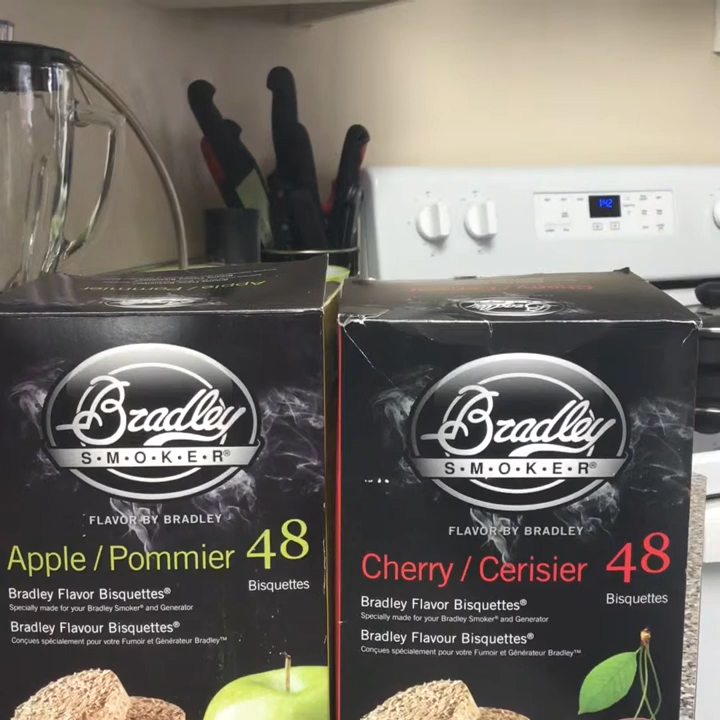 Apple / Pommier
Bradley
S•M•O•K•E•R®
FLAVOR BY BRADLEY
Apple / Pommier 48
Bisquettes
Bradley Flavor Bisquettes®
Specially made for your Bradley Smoker® and Generator
Bradley Flavour Bisquettes®
Conçues spécialement pour votre Fumoir et Générateur Bradley™
Bradley
S•M•O•K•E•R®
FLAVOR BY BRADLEY
Cherry / Cerisier 48
Bisquettes
Bradley Flavor Bisquettes®
Specially made for your Bradley Smoker® and Generator
Bradley Flavour Bisquettes®
Conçues spécialement pour votre Fumoir et Générateur Bradley™